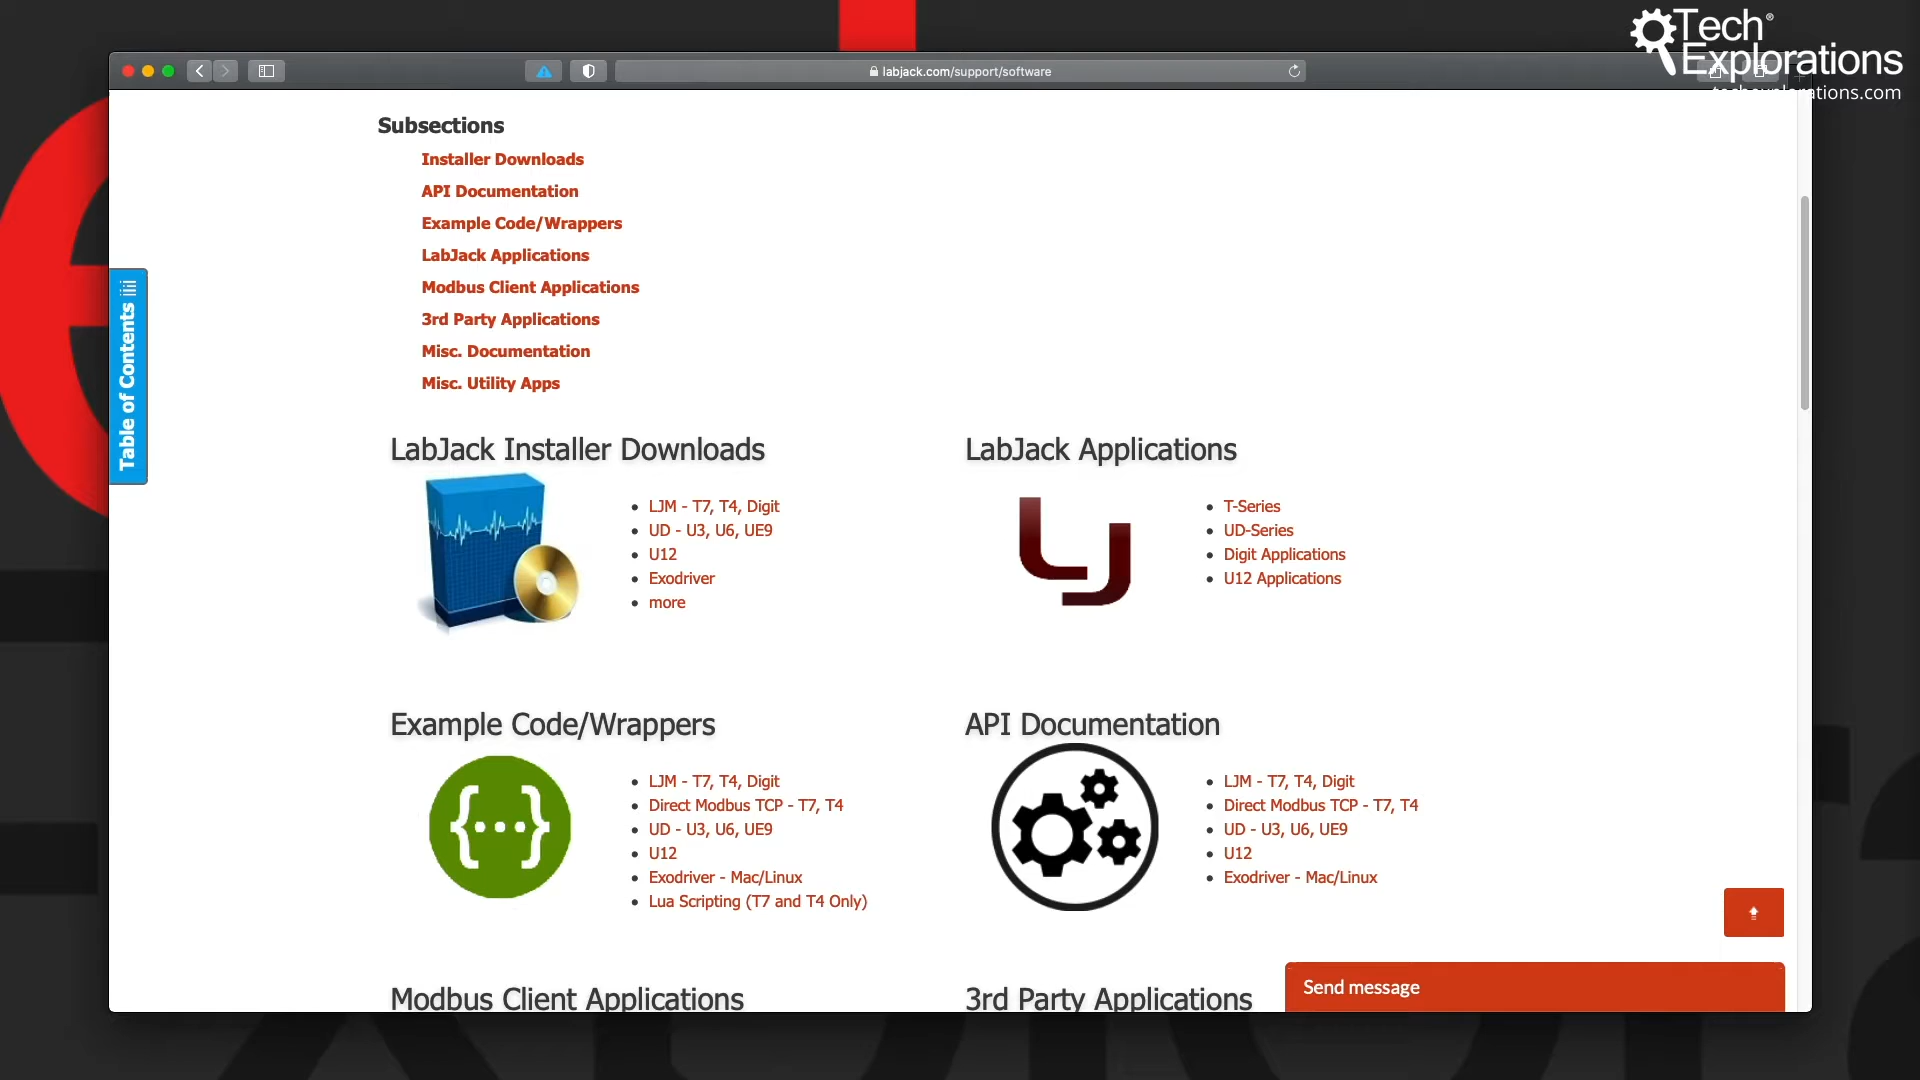 Tech®
Explorations
labjack.com/support/software
Subsections
Installer Downloads
API Documentation
Example Code/Wrappers
LabJack Applications
Modbus Client Applications
3rd Party Applications
Misc. Documentation
Misc. Utility Apps
Table of Contents
LabJack Installer Downloads
LJM - T7, T4, Digit
UD - U3, U6, UE9
U12
Exodriver
more
LabJack Applications
T-Series
UD-Series
Digit Applications
U12 Applications
Example Code/Wrappers
LJM - T7, T4, Digit
Direct Modbus TCP - T7, T4
UD - U3, U6, UE9
U12
Exodriver - Mac/Linux
Lua Scripting (T7 and T4 Only)
API Documentation
LJM - T7, T4, Digit
Direct Modbus TCP - T7, T4
UD - U3, U6, UE9
U12
Exodriver - Mac/Linux
Modbus Client Applications
3rd Party Applications
Send message